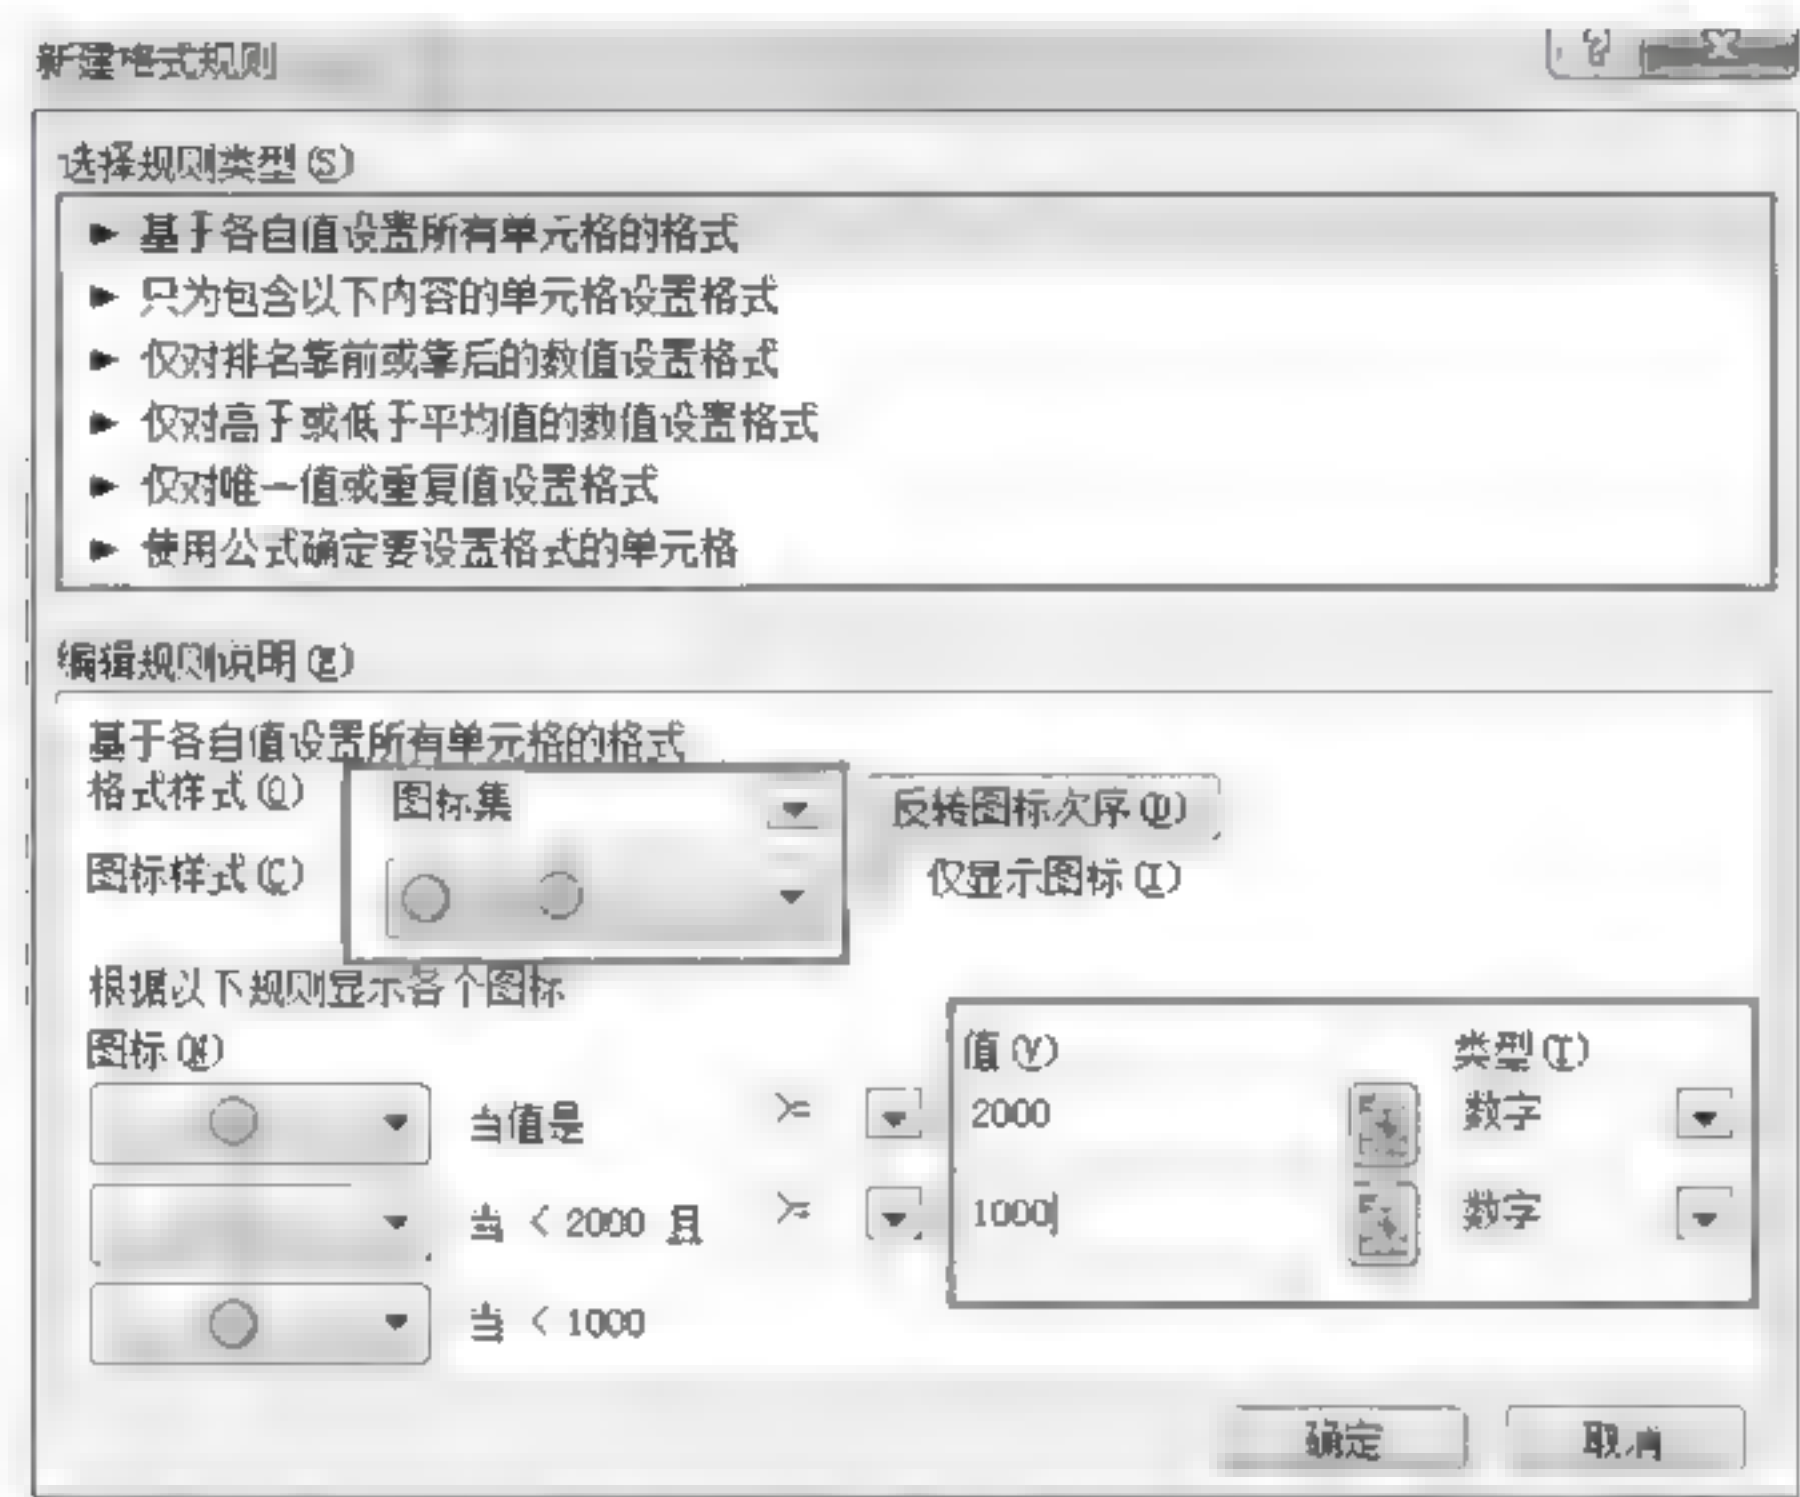 新建格式规则
选择规则类型(S)
► 基于各自值设置所有单元格的格式
► 只为包含以下内容的单元格设置格式
► 仅对排名靠前或靠后的数值设置格式
► 仅对高于或低于平均值的数值设置格式
► 仅对唯一值或重复值设置格式
► 使用公式确定要设置格式的单元格
编辑规则说明(E)
基于各自值设置所有单元格的格式
格式样式(O) 图标集 反转图标次序(D)
图标样式(C) 仅显示图标(I)
根据以下规则显示各个图标
图标(N) 值(V) 类型(T)
当值是 >= 2000 数字
当 < 2000 且 >= 1000 数字
当 < 1000
确定 取消